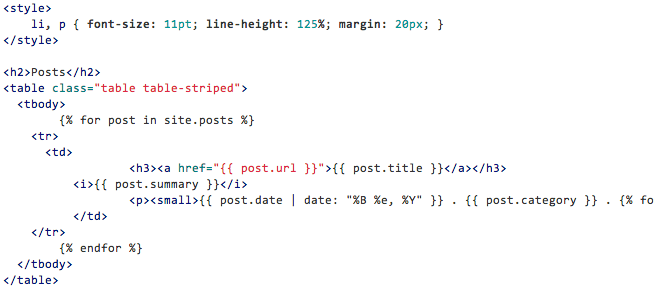 <style>
    li, p { font-size: 11pt; line-height: 125%; margin: 20px; }
</style>

<h2>Posts</h2>
<table class="table table-striped">
  <tbody>
        {% for post in site.posts %}
    <tr>
      <td>
                  <h3><a href="{{ post.url }}">{{ post.title }}</a></h3>
          <i>{{ post.summary }}</i>
                  <p><small>{{ post.date | date: "%B %e, %Y" }} . {{ post.category }} . {% fo
          </td>
    </tr>
        {% endfor %}
  </tbody>
</table>